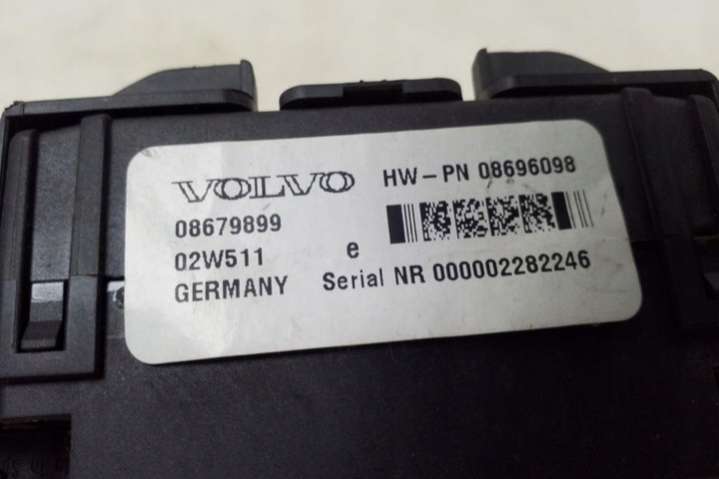 VOLVO HW-PN 08696098
08679899
02W511 e
GERMANY Serial NR 000002282246